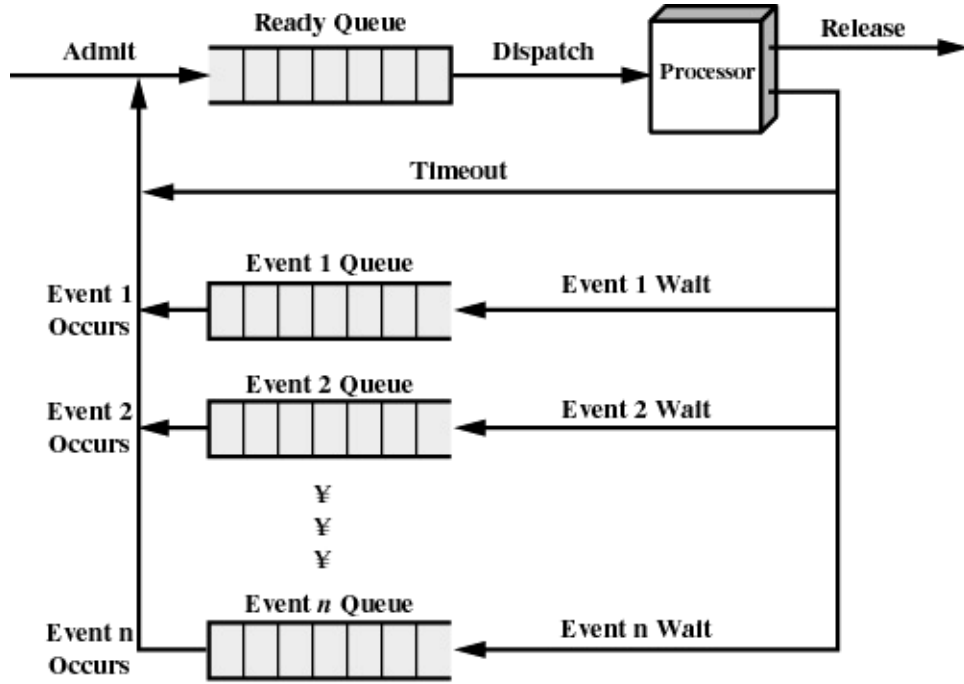 Ready Queue
Release
Admit
Dispatch
Processor
Timeout
Event 1 Queue
Event 1 Wait
Event 1
Occurs
Event 2 Queue
Event 2 Wait
Event 2
Occurs
¥
¥
¥
Event n Queue
Event n Wait
Event n
Occurs